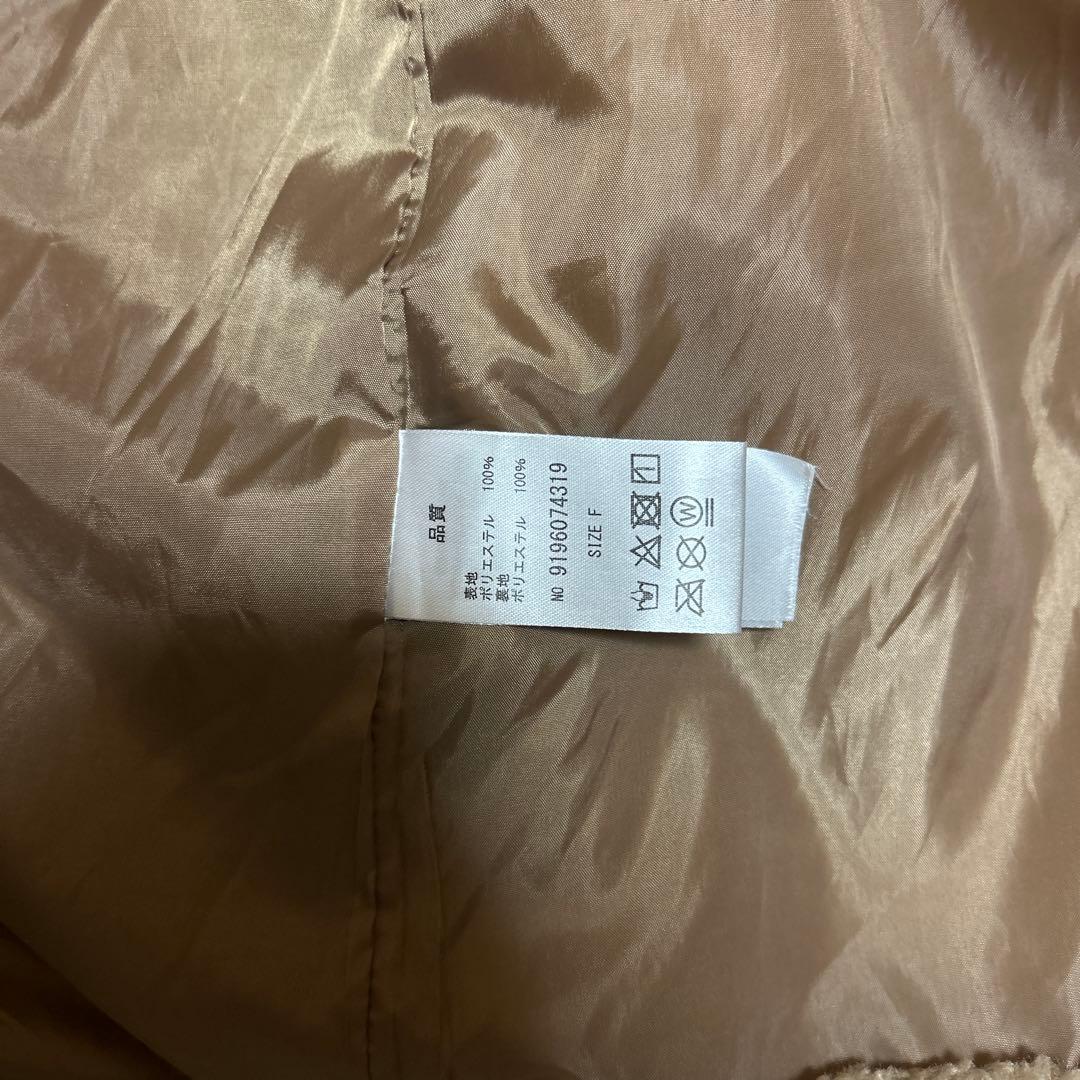 品質
表地
ポリエステル 100%
裏地
ポリエステル 100%
NO 9196074319
SIZE F
W